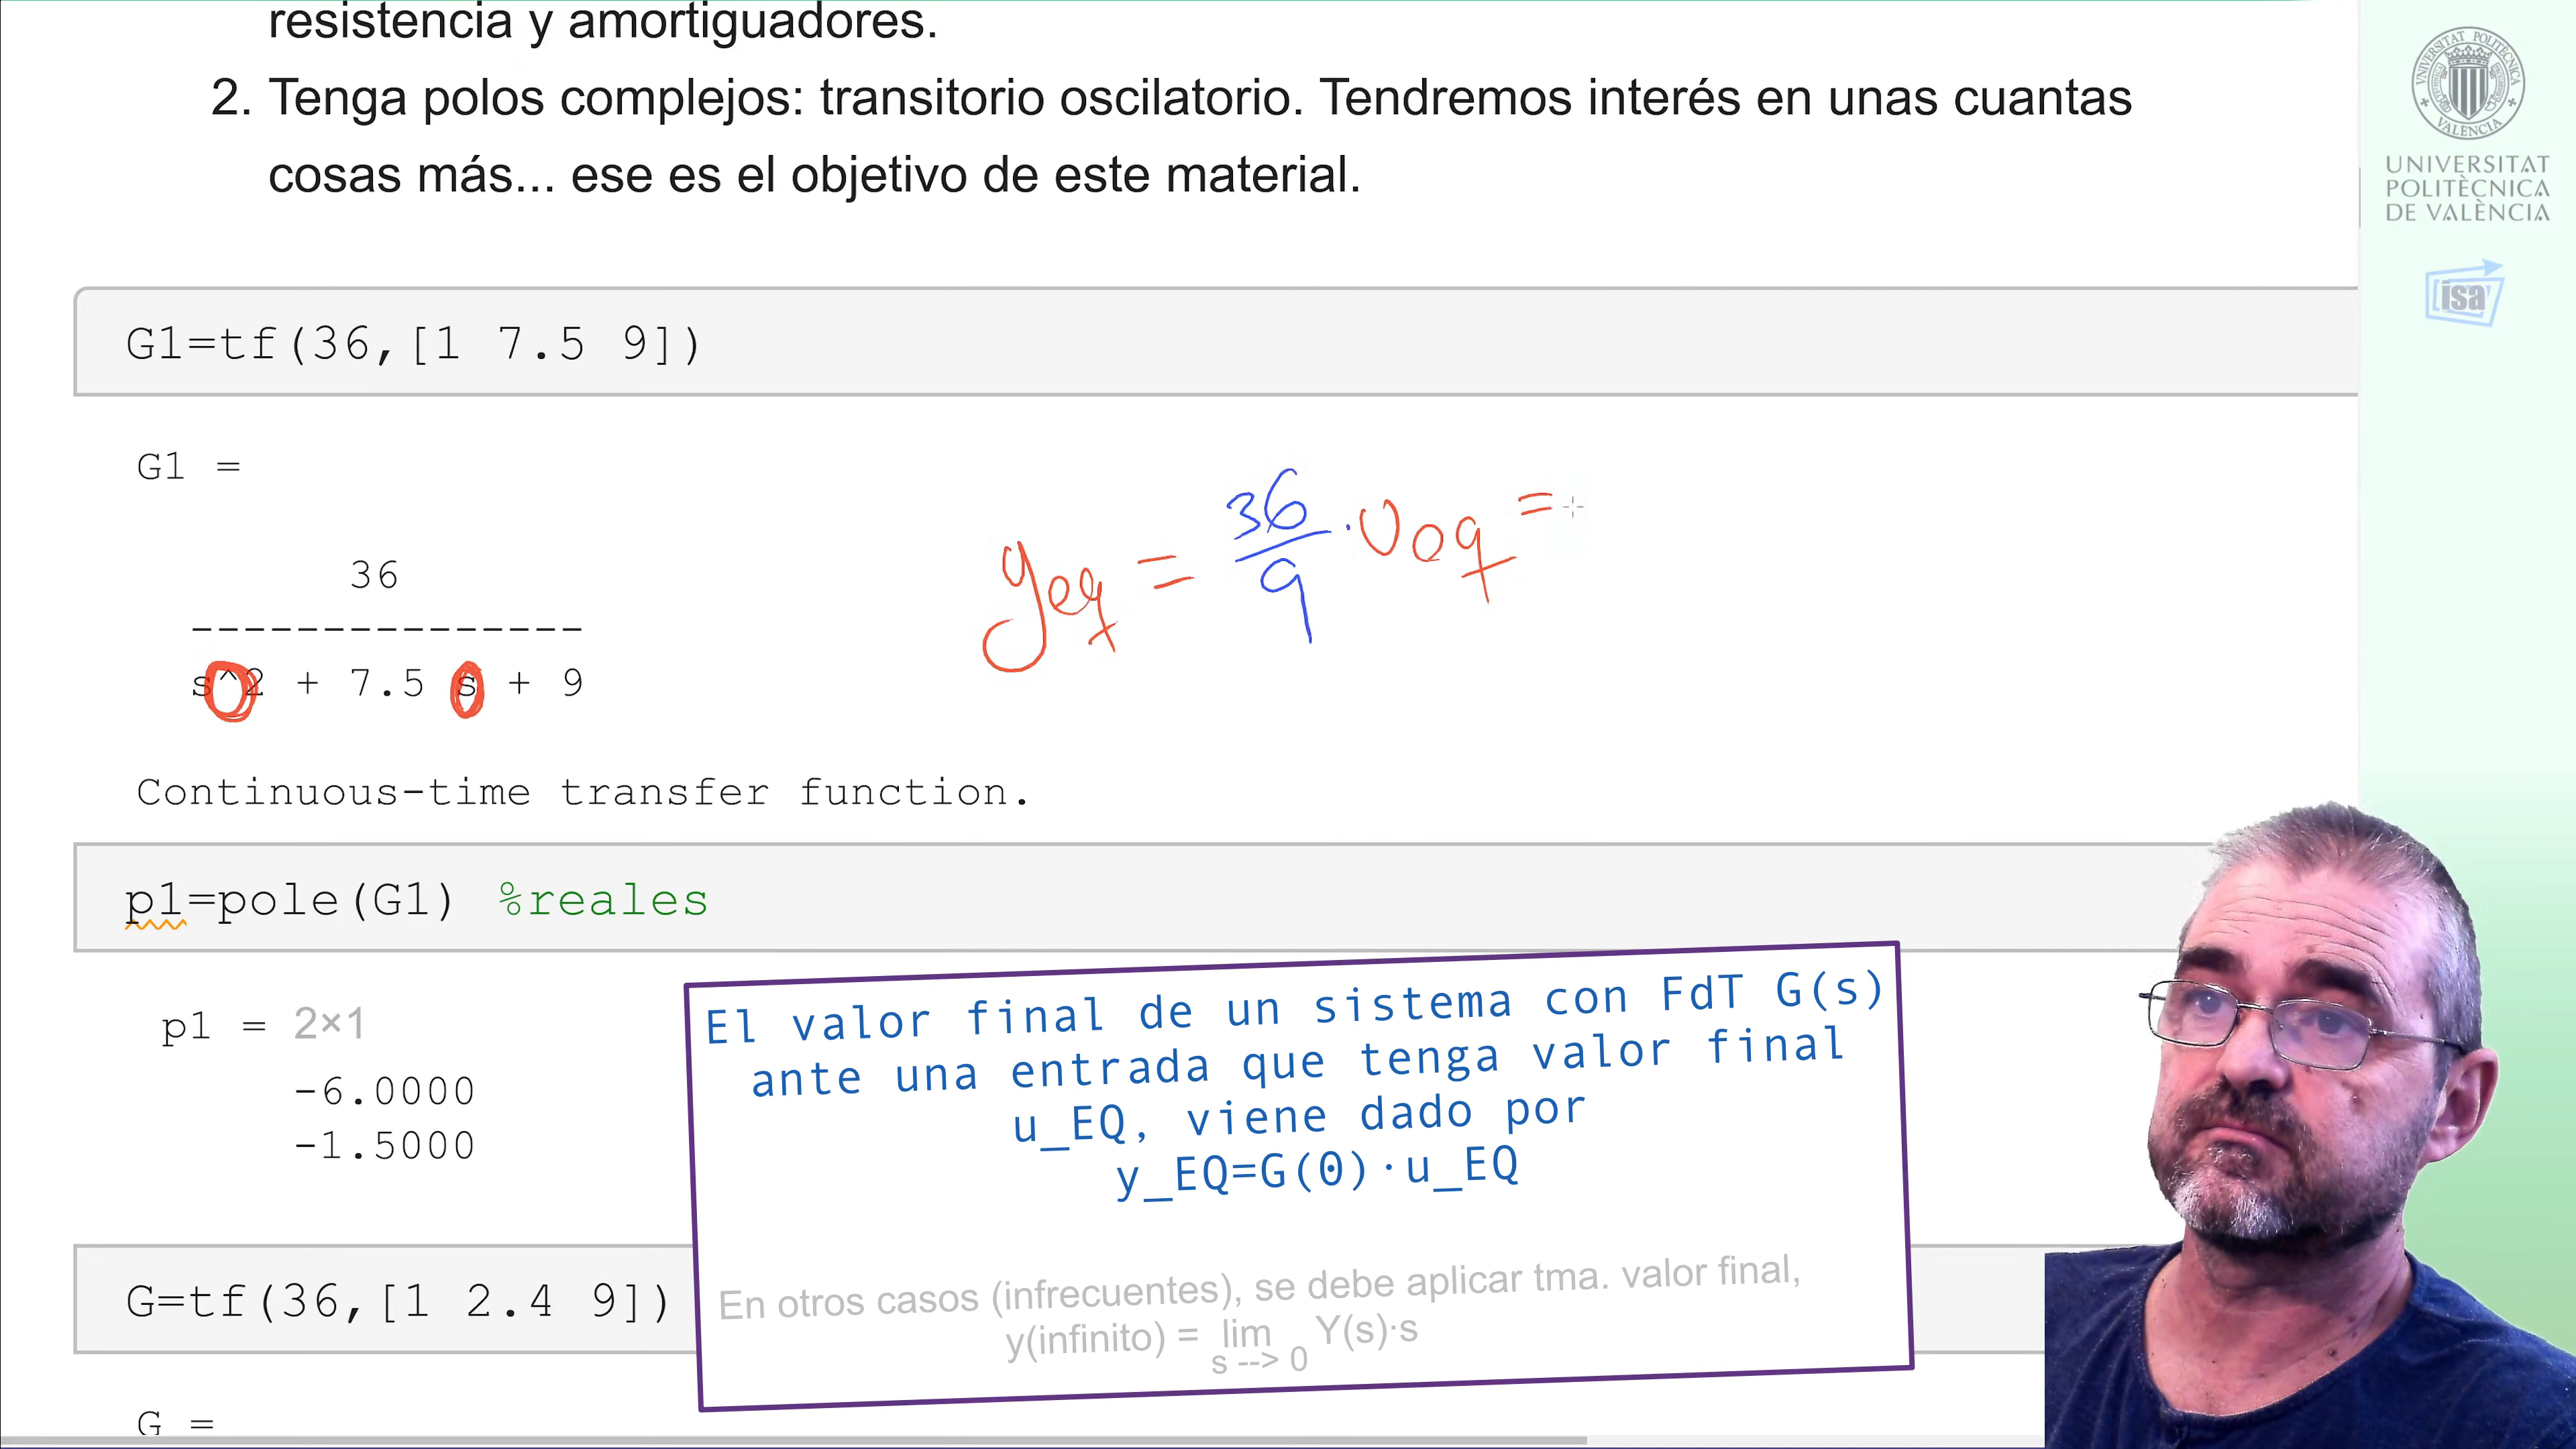 resistencia y amortiguadores.
2. Tenga polos complejos: transitorio oscilatorio. Tendremos interés en unas cuantas
cosas más... ese es el objetivo de este material.
UNIVERSITAT
POLITÈCNICA
DE VALÈNCIA
isa
G1=tf(36,[1 7.5 9])
G1 =
36
---------------
s^2 + 7.5 s + 9
y eq = 36/9 · U eq =
Continuous-time transfer function.
p1=pole(G1) %reales
p1 = 2×1
-6.0000
-1.5000
El valor final de un sistema con FdT G(s)
ante una entrada que tenga valor final
u_EQ, viene dado por
y_EQ=G(0)·u_EQ
En otros casos (infrecuentes), se debe aplicar tma. valor final,
y(infinito) = lim Y(s)·s
s --> 0
G=tf(36,[1 2.4 9])
G =